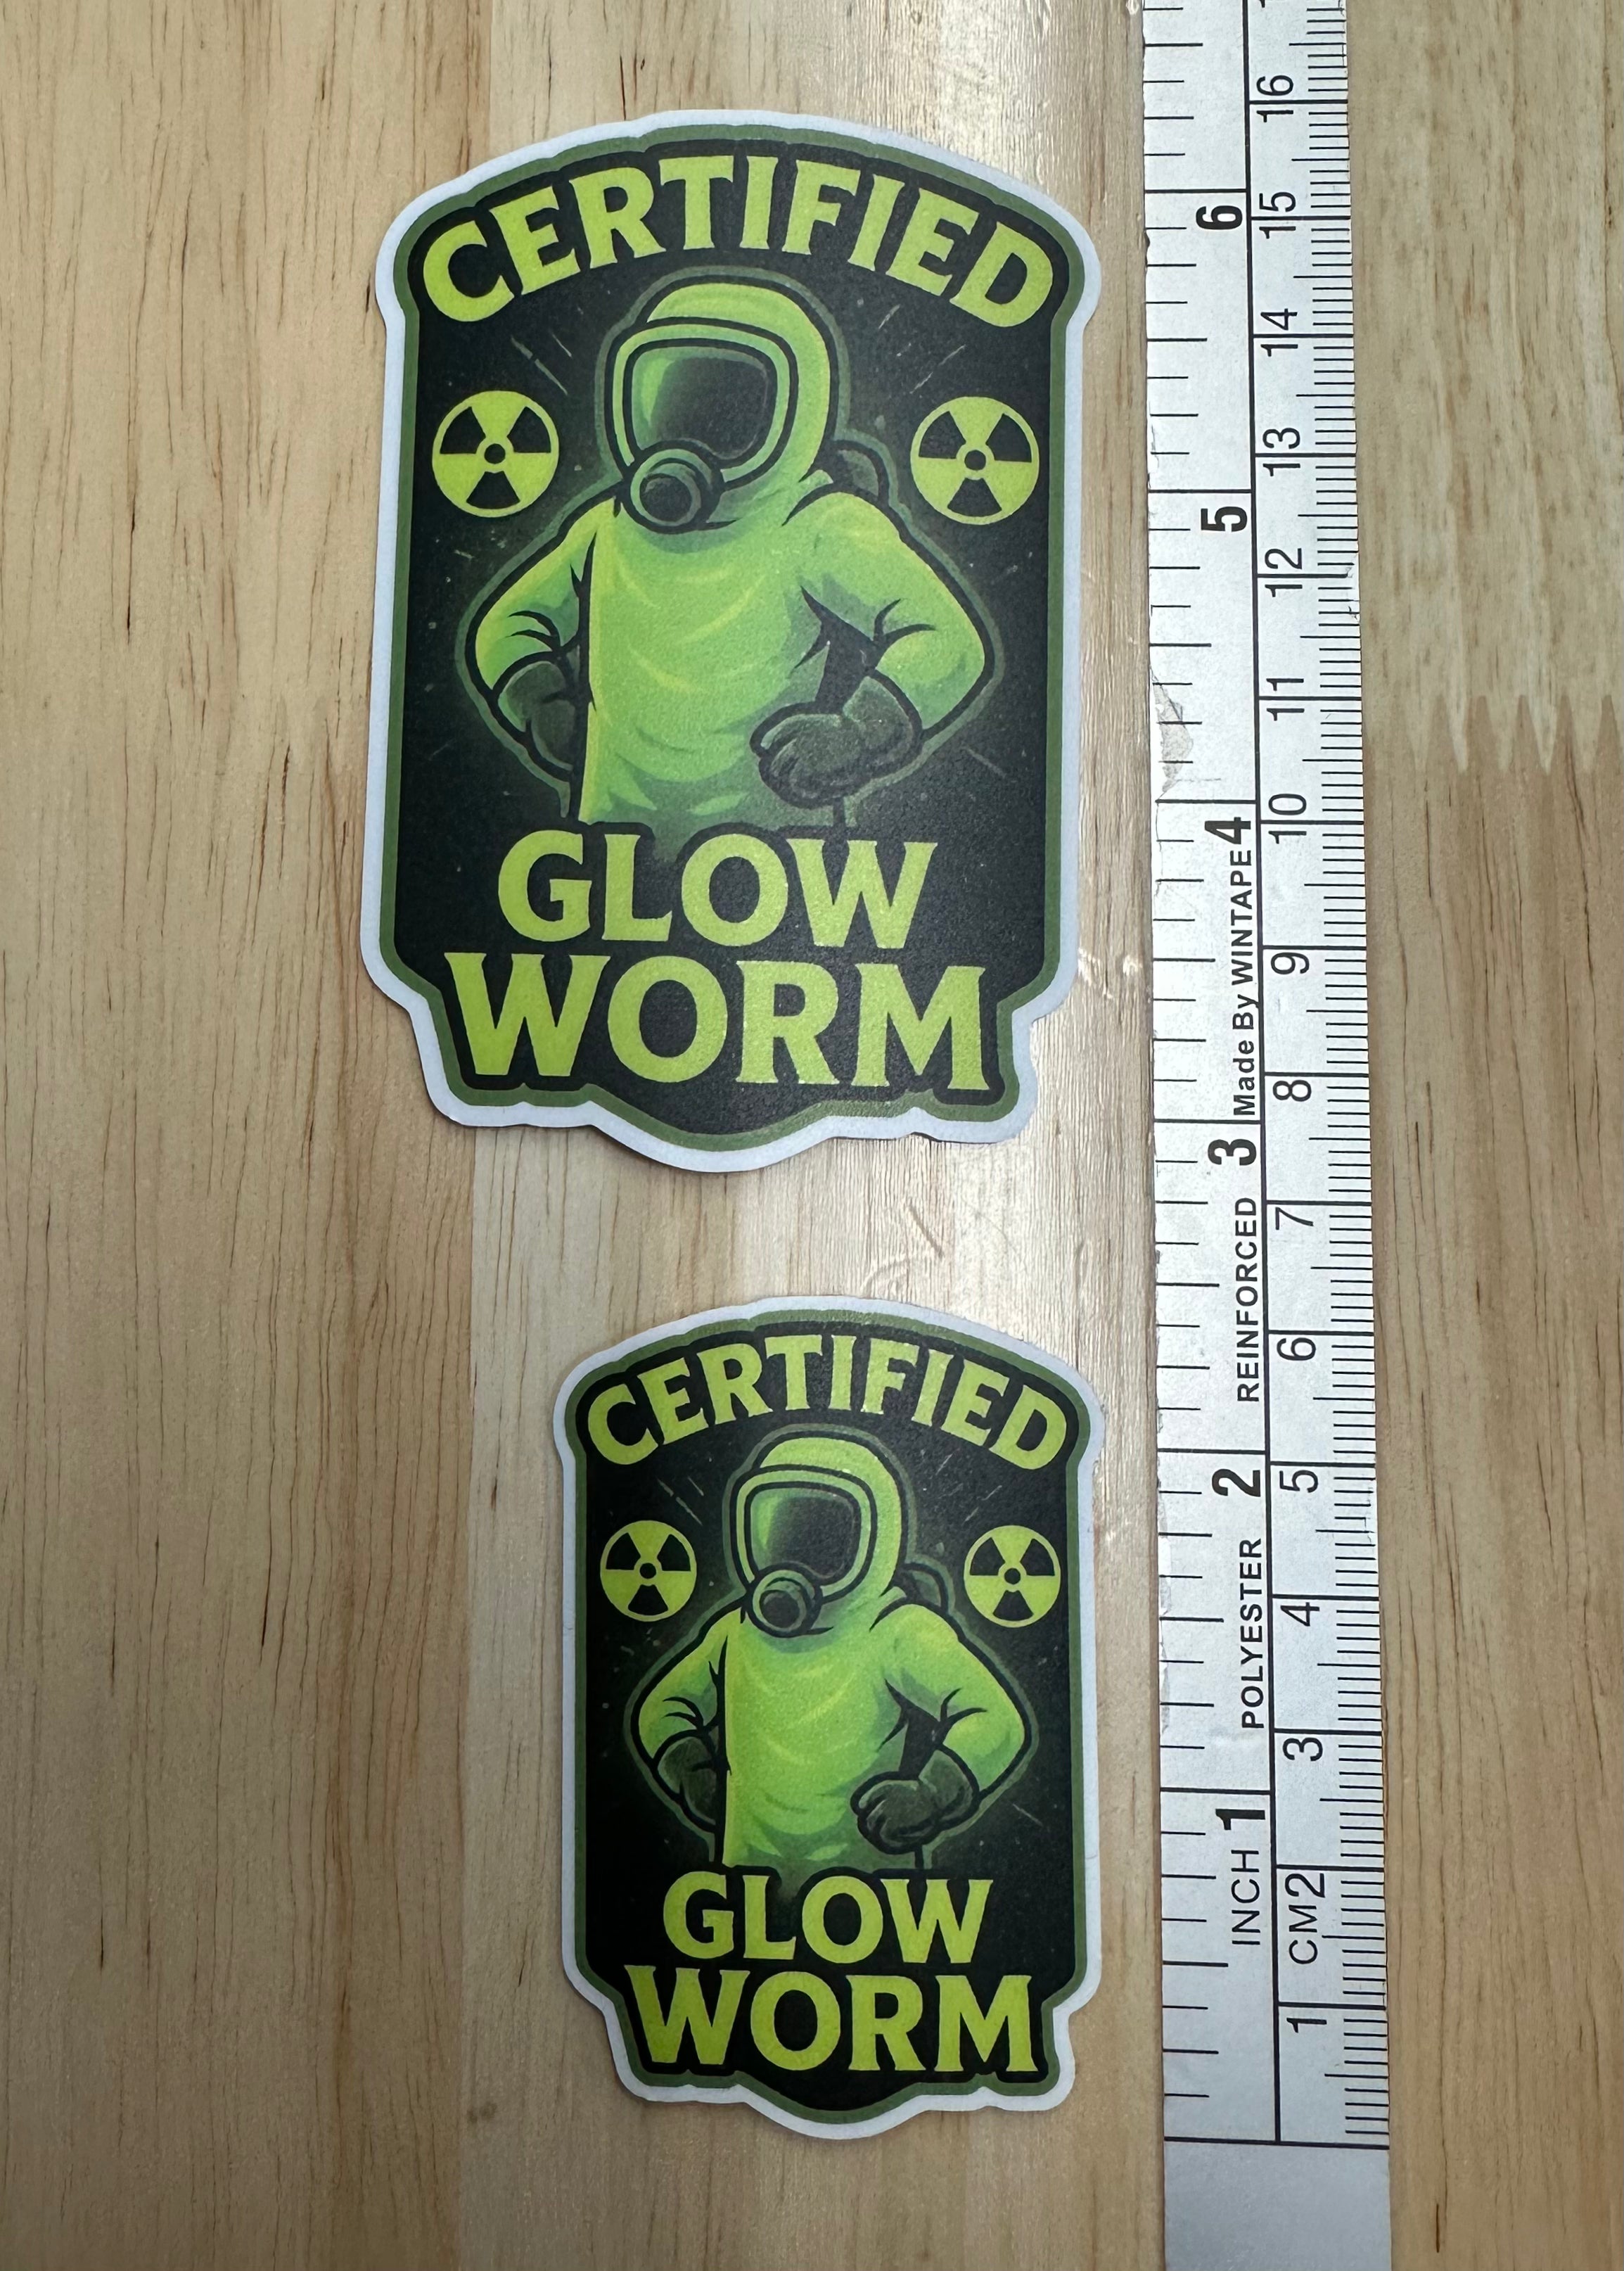 CERTIFIED
GLOW
WORM
CERTIFIED
GLOW
WORM
INCH 1 POLYESTER 2 REINFORCED 3 Made By WINTAPE 4 5 6
1 CM2 3 4 5 6 7 8 9 10 11 12 13 14 15 16